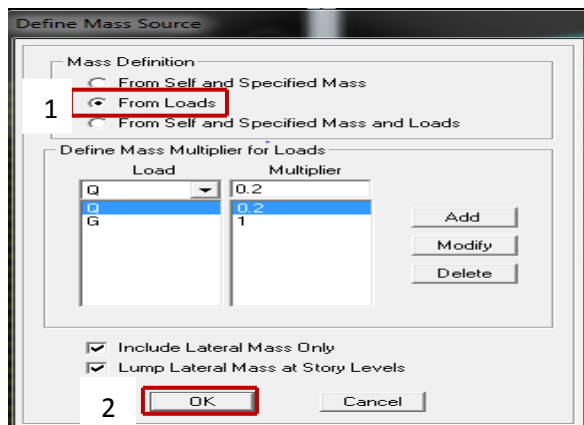 Define Mass Source
Mass Definition
From Self and Specified Mass
1
From Loads
From Self and Specified Mass and Loads
Define Mass Multiplier for Loads
Load Multiplier
Q 0.2
Q 0.2
G 1
Add
Modify
Delete
Include Lateral Mass Only
Lump Lateral Mass at Story Levels
2
OK Cancel